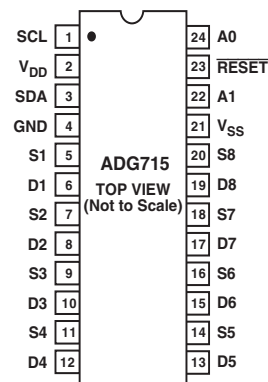 SCL 1 24 A0
VDD 2 23 RESET
SDA 3 22 A1
GND 4 21 VSS
S1 5 20 S8
D1 6 ADG715 19 D8
S2 7 TOP VIEW 18 S7
(Not to Scale)
D2 8 17 D7
S3 9 16 S6
D3 10 15 D6
S4 11 14 S5
D4 12 13 D5